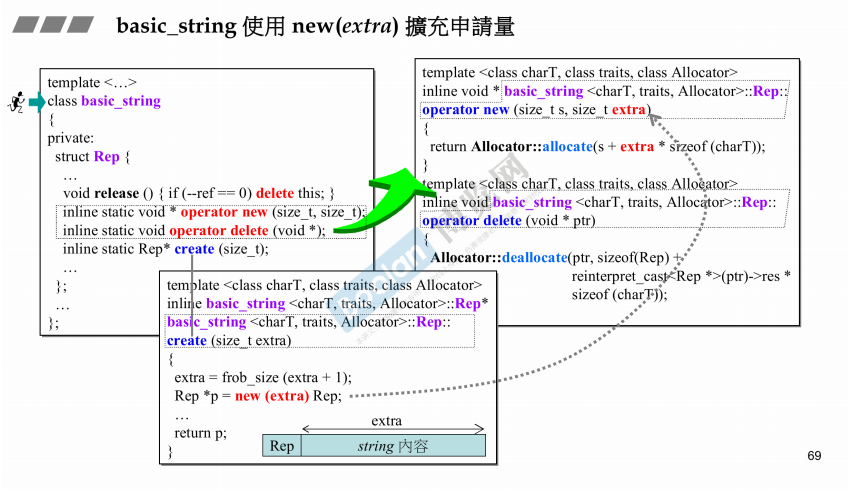 basic_string 使用 new(extra) 擴充申請量
template <…>
class basic_string
{
private:
struct Rep {
…
void release () { if (--ref == 0) delete this; }
inline static void * operator new (size_t, size_t);
inline static void operator delete (void *);
inline static Rep* create (size_t);
…
};
…
};
template <class charT, class traits, class Allocator>
inline void * basic_string <charT, traits, Allocator>::Rep::
operator new (size_t s, size_t extra)
{
return Allocator::allocate(s + extra * sizeof (charT));
}
template <class charT, class traits, class Allocator>
inline void basic_string <charT, traits, Allocator>::Rep::
operator delete (void * ptr)
{
Allocator::deallocate(ptr, sizeof(Rep) +
reinterpret_cast<Rep *>(ptr)->res *
sizeof (charT));
}
template <class charT, class traits, class Allocator>
inline basic_string <charT, traits, Allocator>::Rep*
basic_string <charT, traits, Allocator>::Rep::
create (size_t extra)
{
extra = frob_size (extra + 1);
Rep *p = new (extra) Rep;
…
return p;
}
extra
Rep string 內容
Boolan 博览网
69